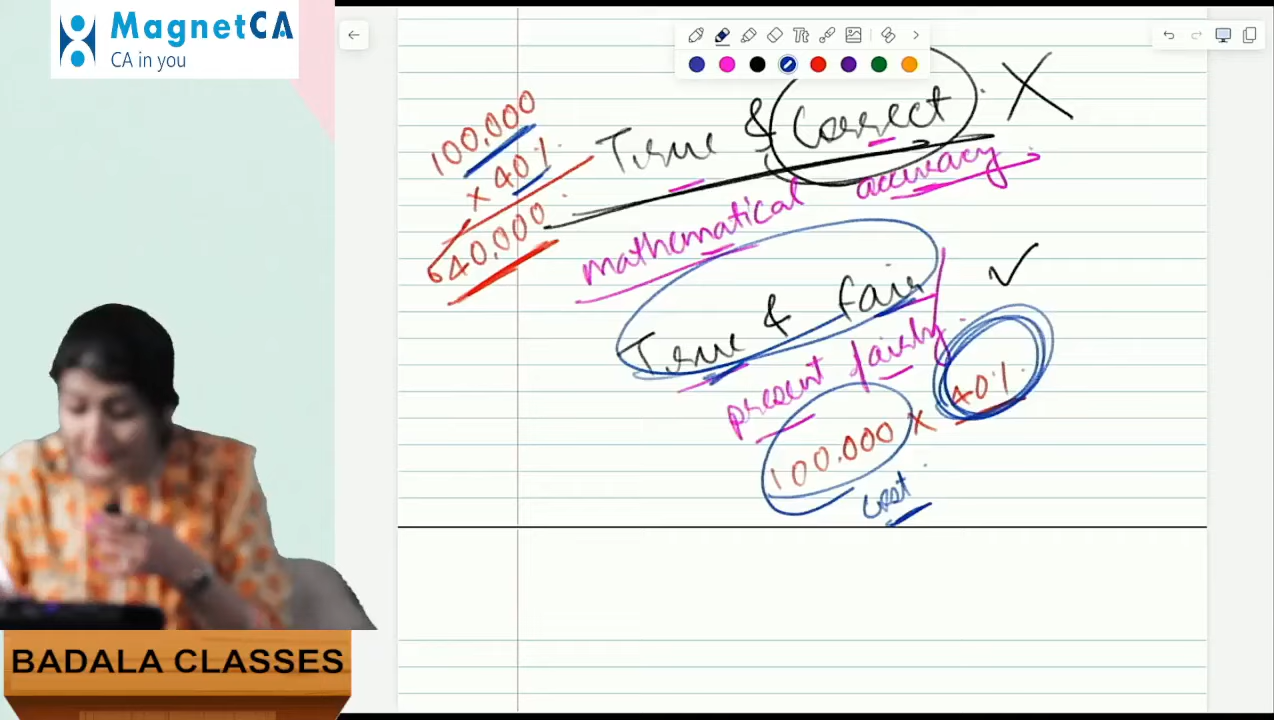 MagnetCA
CA in you
100,000
x 40%
640,000
True & Correct X
mathematical accuracy
True & fair ✓
present fairly
100.000 x 40%
cost
BADALA CLASSES